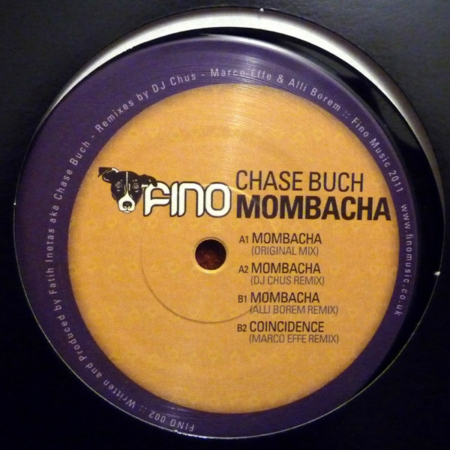 FINO
CHASE BUCH
MOMBACHA
A1 MOMBACHA
(ORIGINAL MIX)
A2 MOMBACHA
(DJ CHUS REMIX)
B1 MOMBACHA
(ALLI BOREM REMIX)
B2 COINCIDENCE
(MARCO EFFE REMIX)
FINO 002 :: Written and Produced by Fatih Inetas aka Chase Buch - Remixes by DJ Chus - Marco Effe & Alli Borem :: Fino Music 2011 www.finomusic.co.uk